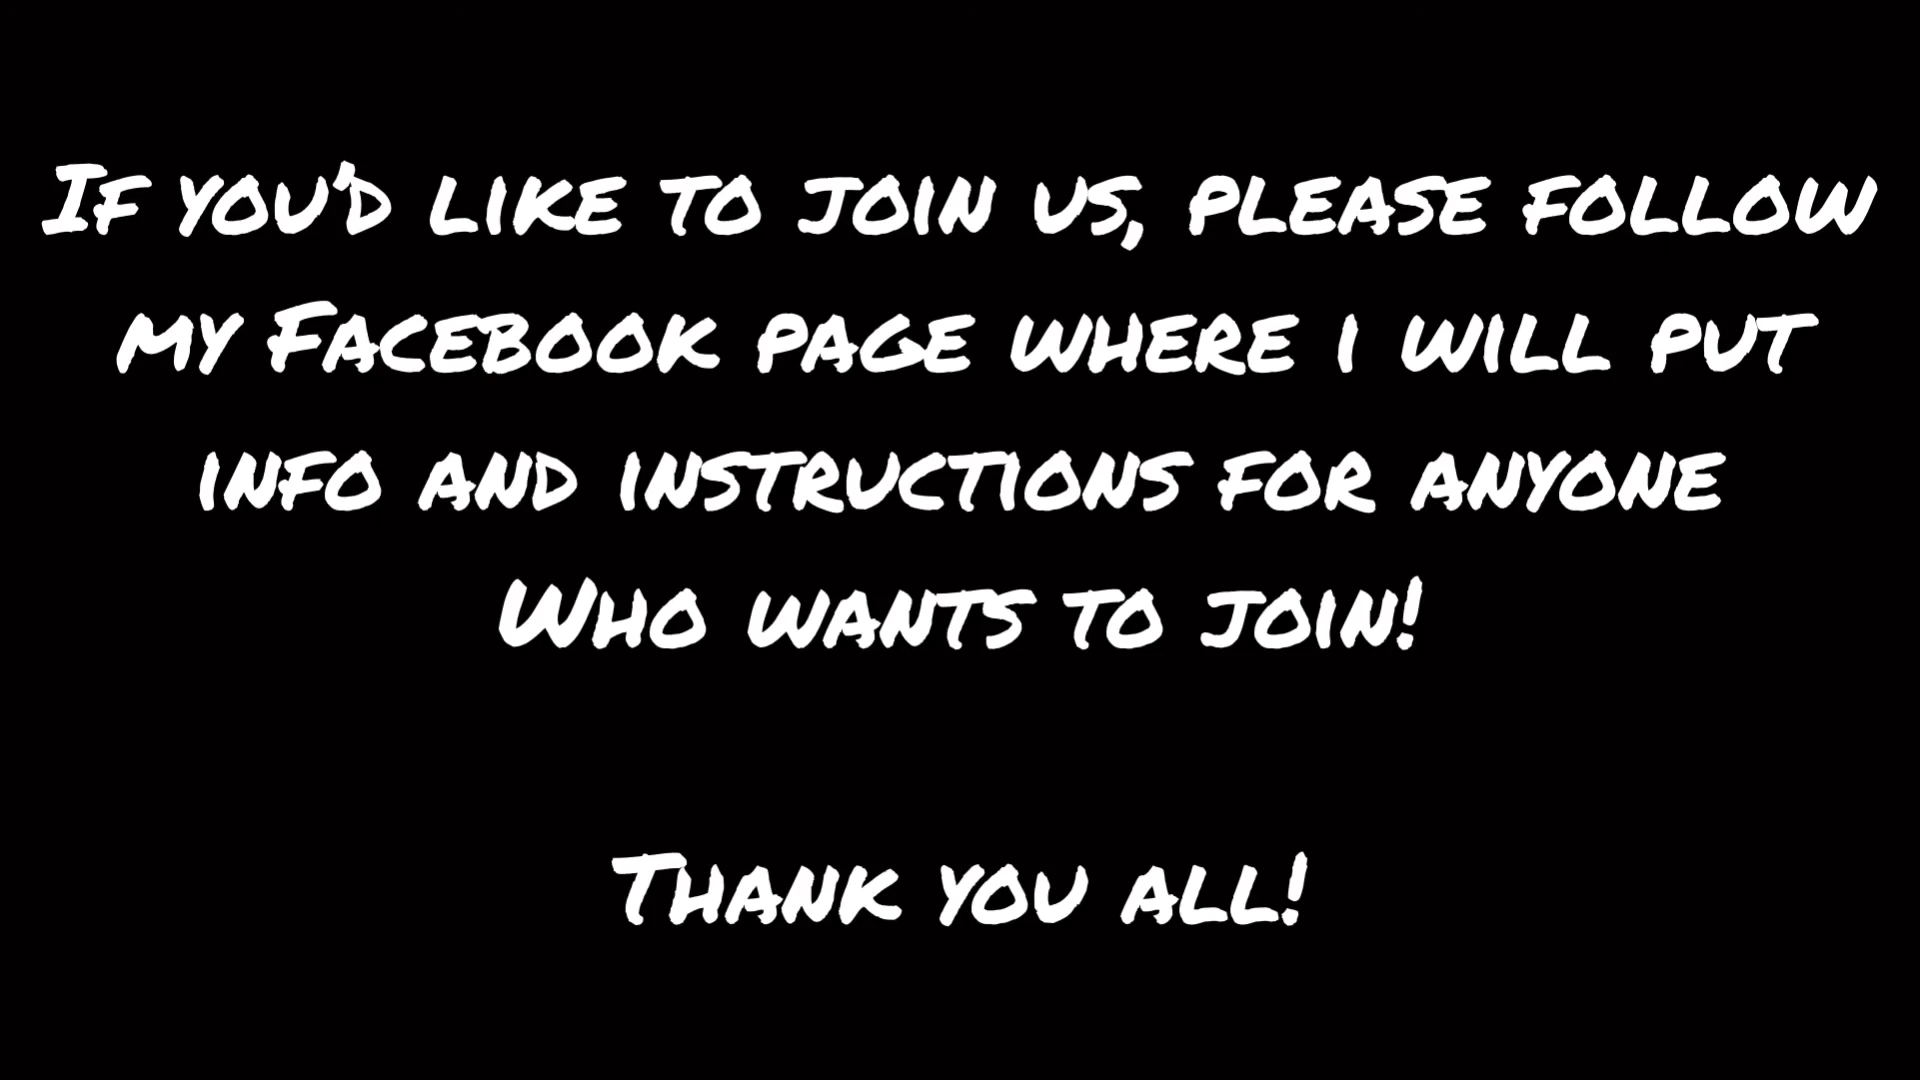 If you'd like to join us, please follow
my Facebook page where i will put
info and instructions for anyone
Who wants to join!
Thank you all!